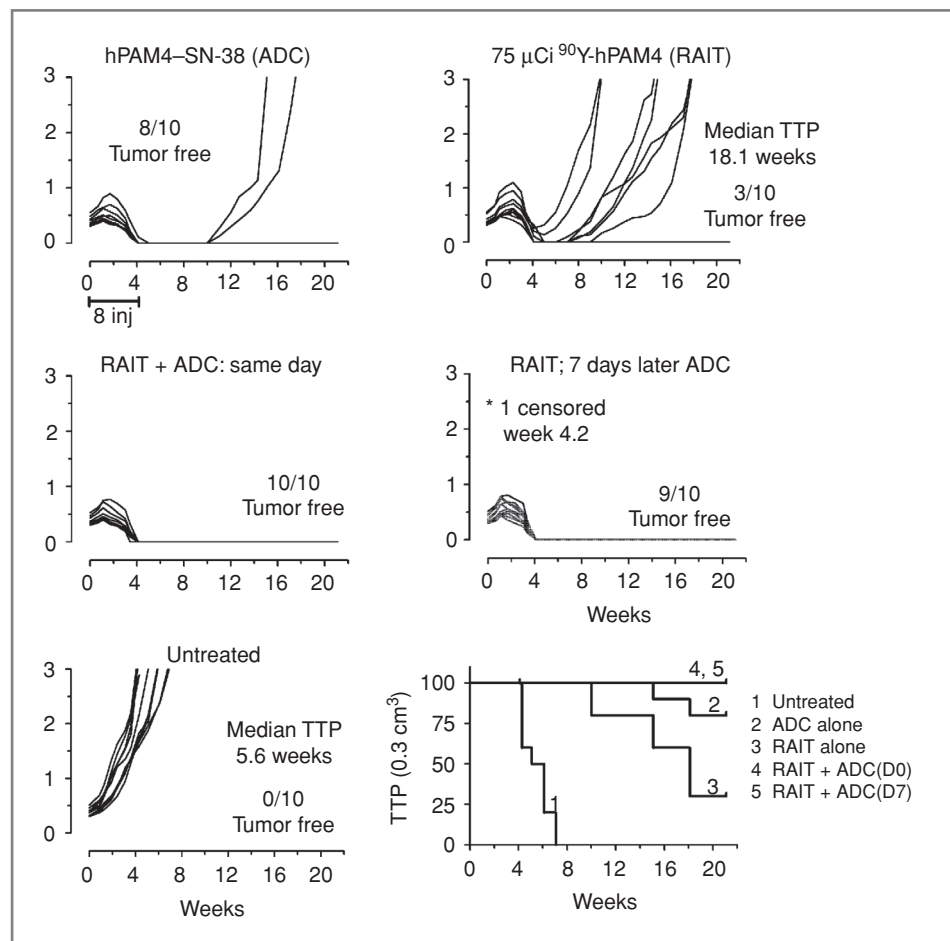 hPAM4–SN-38 (ADC)
3
2
1
0
8/10
Tumor free
0 4 8 12 16 20
8 inj
75 μCi ⁹⁰Y-hPAM4 (RAIT)
3
2
1
0
Median TTP
18.1 weeks
3/10
Tumor free
0 4 8 12 16 20
RAIT + ADC: same day
3
2
1
0
10/10
Tumor free
0 4 8 12 16 20
RAIT; 7 days later ADC
3
2
1
0
* 1 censored
week 4.2
9/10
Tumor free
0 4 8 12 16 20
Weeks
Untreated
3
2
1
0
Median TTP
5.6 weeks
0/10
Tumor free
0 4 8 12 16 20
Weeks
TTP (0.3 cm³)
100
75
50
25
0
4, 5
2
3
1
0 4 8 12 16 20
Weeks
1 Untreated
2 ADC alone
3 RAIT alone
4 RAIT + ADC(D0)
5 RAIT + ADC(D7)